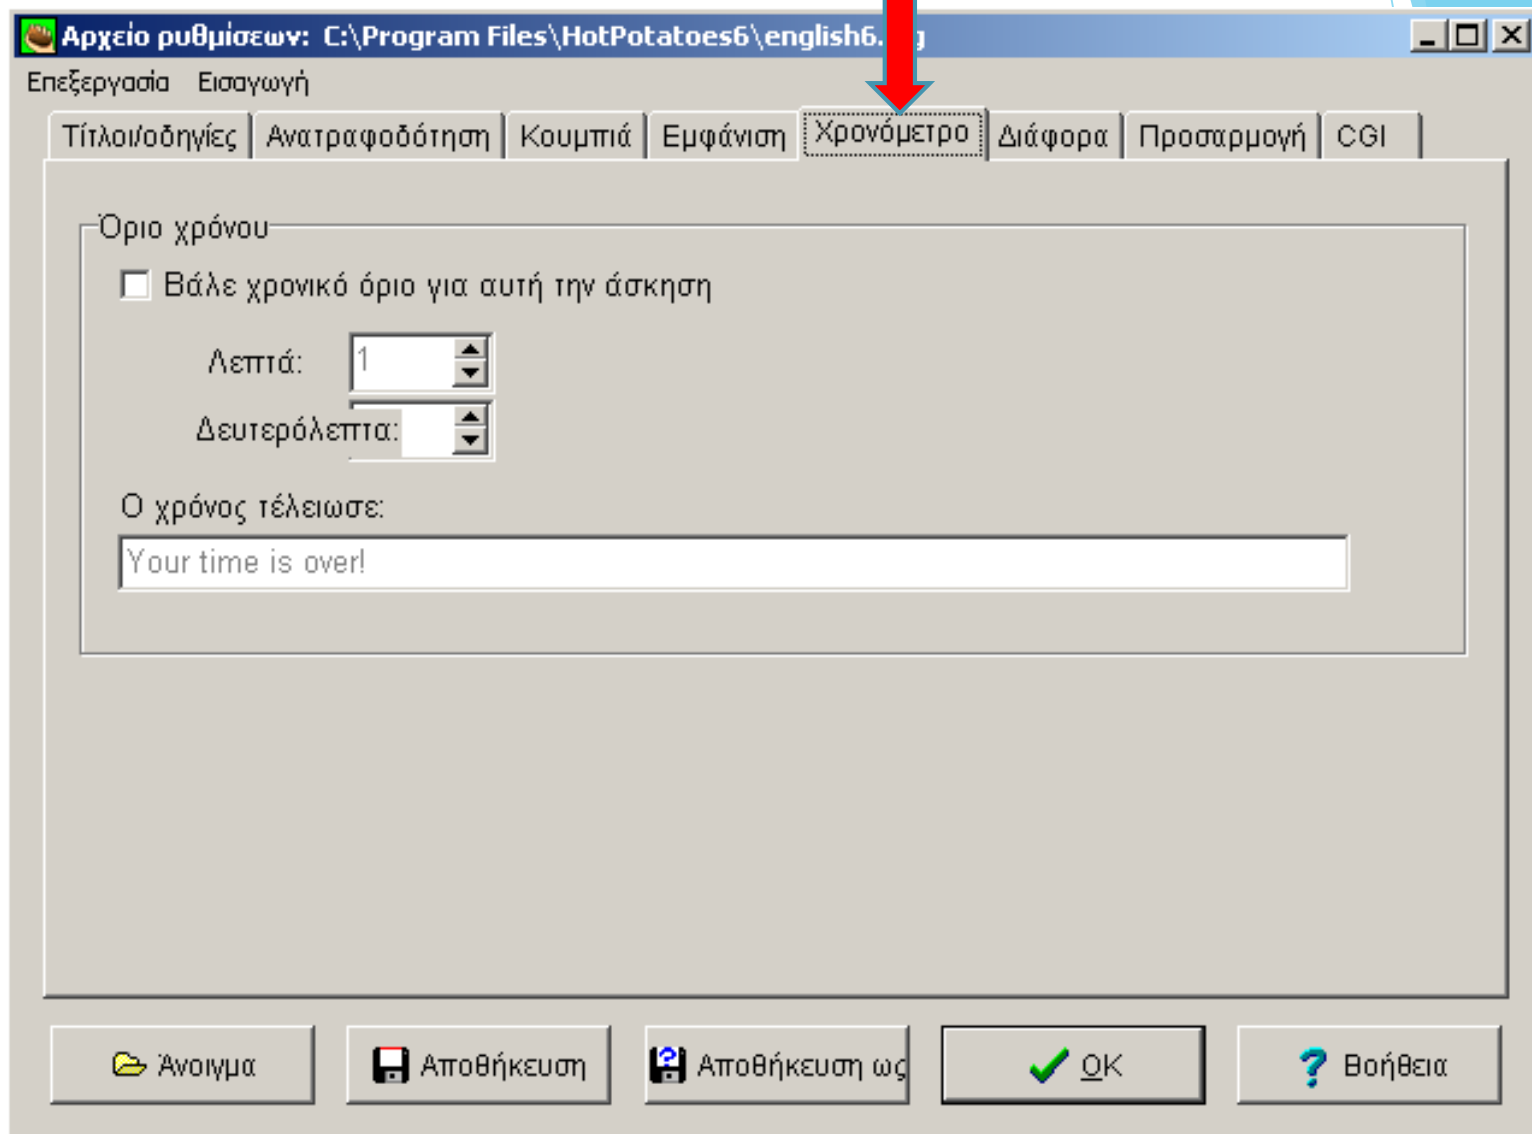 Αρχείο ρυθμίσεων: C:\Program Files\HotPotatoes6\english6. g
Επεξεργασία Εισαγωγή
Τίτλοι/οδηγίες Ανατραφοδότηση Κουμπιά Εμφάνιση Χρονόμετρο Διάφορα Προσαρμογή CGI
Όριο χρόνου
Βάλε χρονικό όριο για αυτή την άσκηση
Λεπτά: 1
Δευτερόλεπτα:
Ο χρόνος τέλειωσε:
Your time is over!
Άνοιγμα Αποθήκευση Αποθήκευση ως OK Βοήθεια